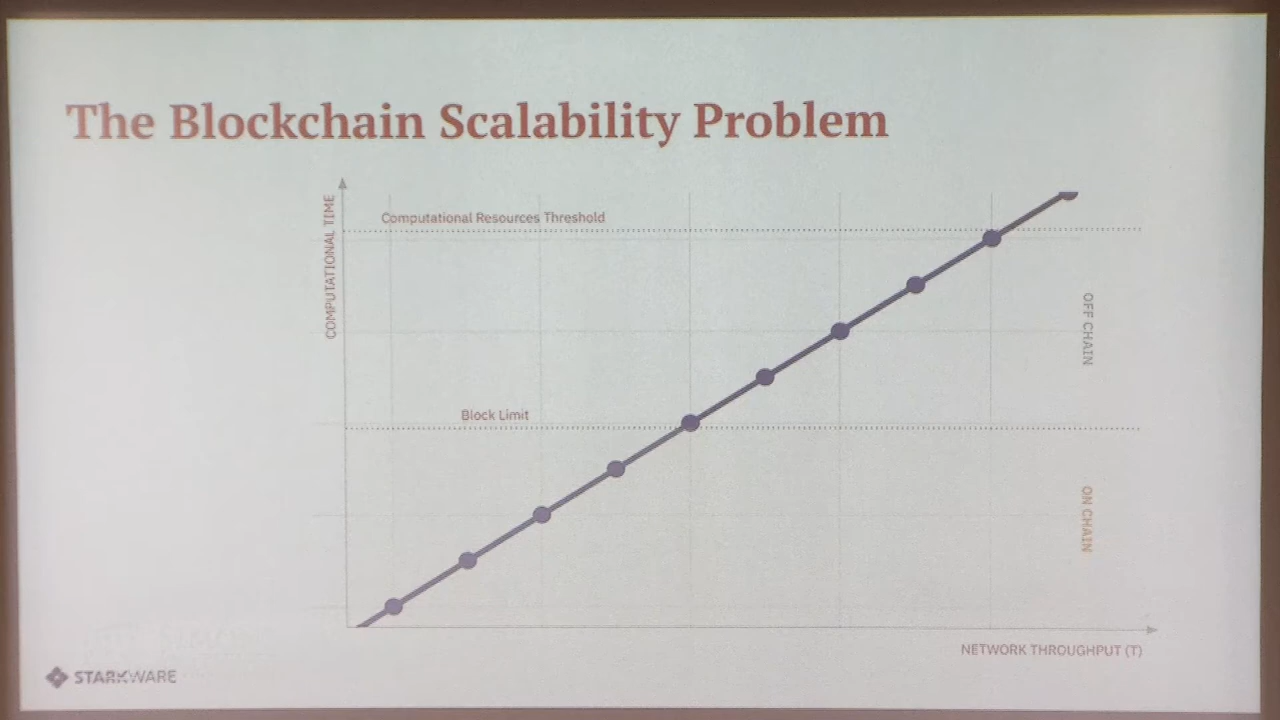 The Blockchain Scalability Problem
COMPUTATIONAL TIME
Computational Resources Threshold
OFF CHAIN
Block Limit
ON CHAIN
NETWORK THROUGHPUT (T)
STARKWARE